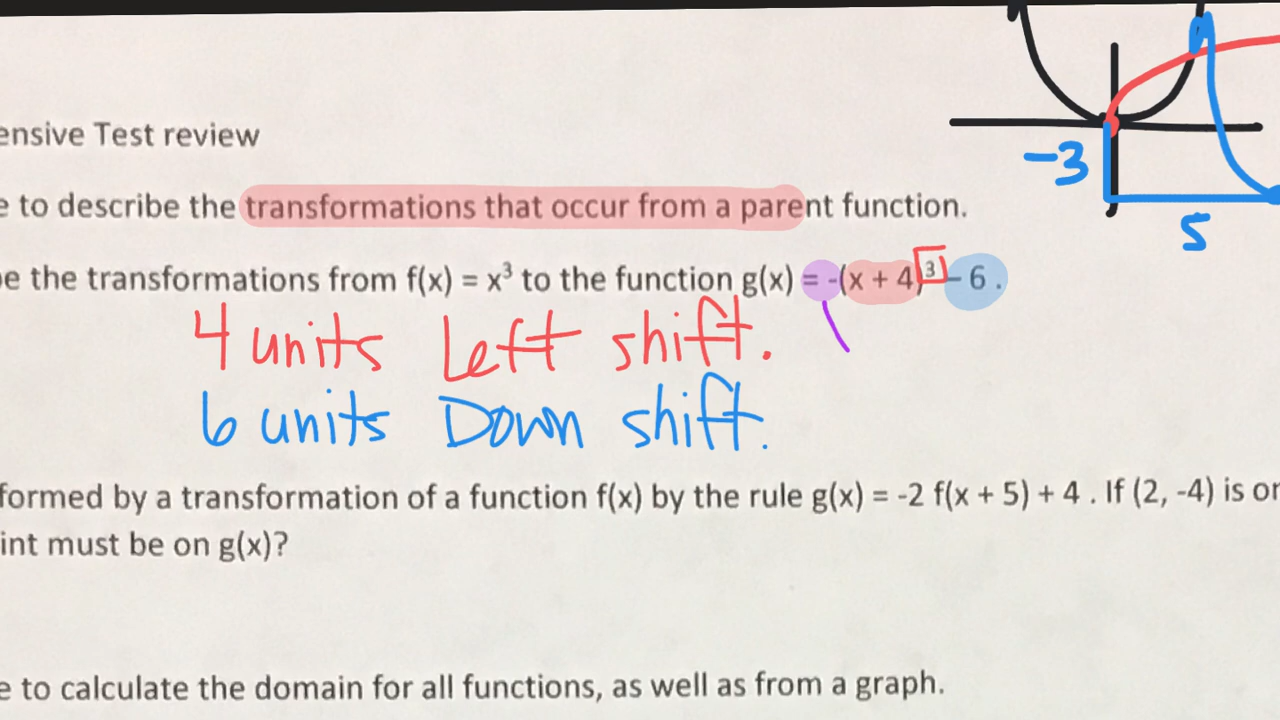 -3
5
ensive Test review
e to describe the transformations that occur from a parent function.
e the transformations from f(x) = x³ to the function g(x) = -(x + 4)³ - 6 .
4 units Left shift.
6 units Down shift.
formed by a transformation of a function f(x) by the rule g(x) = -2 f(x + 5) + 4 . If (2, -4) is on
int must be on g(x)?
e to calculate the domain for all functions, as well as from a graph.